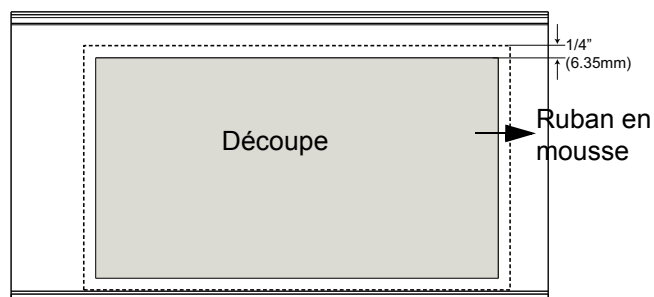 1/4”
(6.35mm)
Découpe
Ruban en
mousse